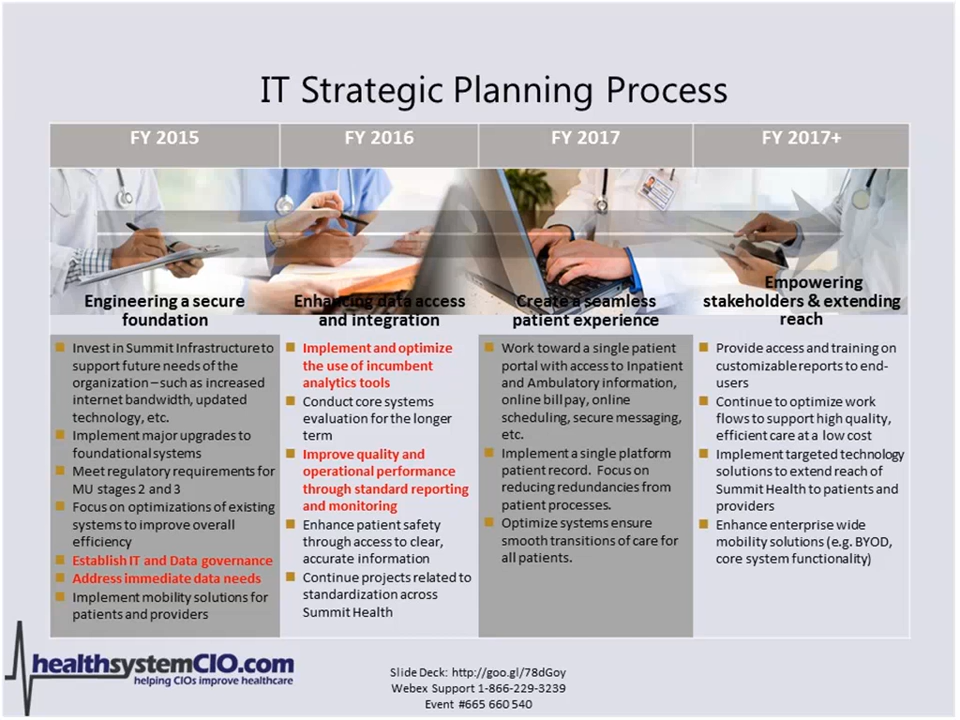 IT Strategic Planning Process
FY 2015
FY 2016
FY 2017
FY 2017+
Engineering a secure
foundation
Enhancing data access
and integration
Create a seamless
patient experience
Empowering
stakeholders & extending
reach
Invest in Summit Infrastructure to
support future needs of the
organization – such as increased
internet bandwidth, updated
technology, etc.
Implement major upgrades to
foundational systems
Meet regulatory requirements for
MU stages 2 and 3
Focus on optimizations of existing
systems to improve overall
efficiency
Establish IT and Data governance
Address immediate data needs
Implement mobility solutions for
patients and providers
Implement and optimize
the use of incumbent
analytics tools
Conduct core systems
evaluation for the longer
term
Improve quality and
operational performance
through standard reporting
and monitoring
Enhance patient safety
through access to clear,
accurate information
Continue projects related to
standardization across
Summit Health
Work toward a single patient
portal with access to Inpatient
and Ambulatory information,
online bill pay, online
scheduling, secure messaging,
etc.
Implement a single platform
patient record. Focus on
reducing redundancies from
patient processes.
Optimize systems ensure
smooth transitions of care for
all patients.
Provide access and training on
customizable reports to end-
users
Continue to optimize work
flows to support high quality,
efficient care at a low cost
Implement targeted technology
solutions to extend reach of
Summit Health to patients and
providers
Enhance enterprise wide
mobility solutions (e.g. BYOD,
core system functionality)
healthsystemCIO.com
helping CIOs improve healthcare
Slide Deck: http://goo.gl/78dGoy
Webex Support 1-866-229-3239
Event #665 660 540